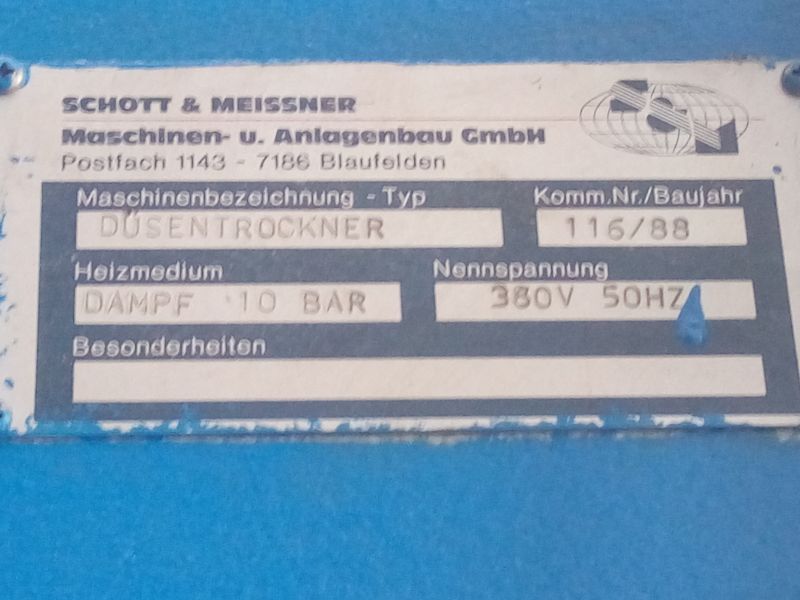 SCHOTT & MEISSNER
Maschinen- u. Anlagenbau GmbH
Postfach 1143 - 7186 Blaufelden
Maschinenbezeichnung - Typ
DÜSENTROCKNER
Komm.Nr./Baujahr
116/88
Heizmedium
DAMPF 10 BAR
Nennspannung
380V 50HZ
Besonderheiten